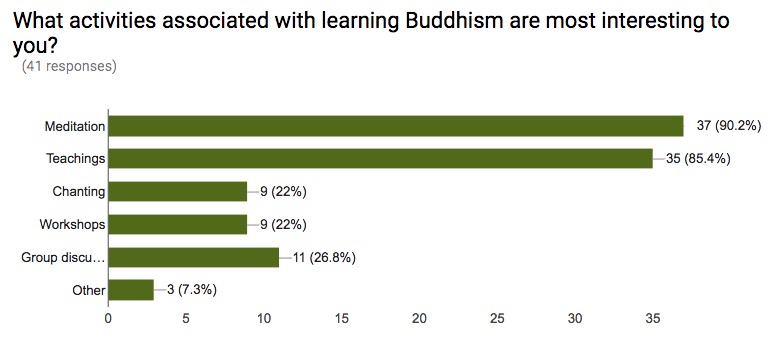 What activities associated with learning Buddhism are most interesting to
you?
(41 responses)
Meditation 37 (90.2%)
Teachings 35 (85.4%)
Chanting 9 (22%)
Workshops 9 (22%)
Group discu... 11 (26.8%)
Other 3 (7.3%)
0 5 10 15 20 25 30 35